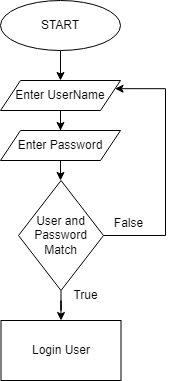 START
Enter UserName
Enter Password
User and
Password
Match
False
True
Login User